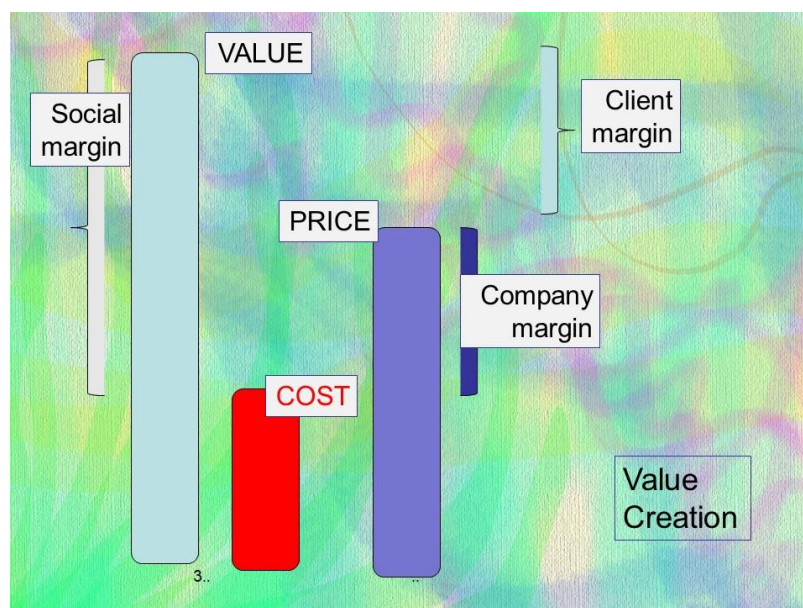 VALUE
Social
margin
Client
margin
PRICE
Company
margin
COST
Value
Creation
3..
..